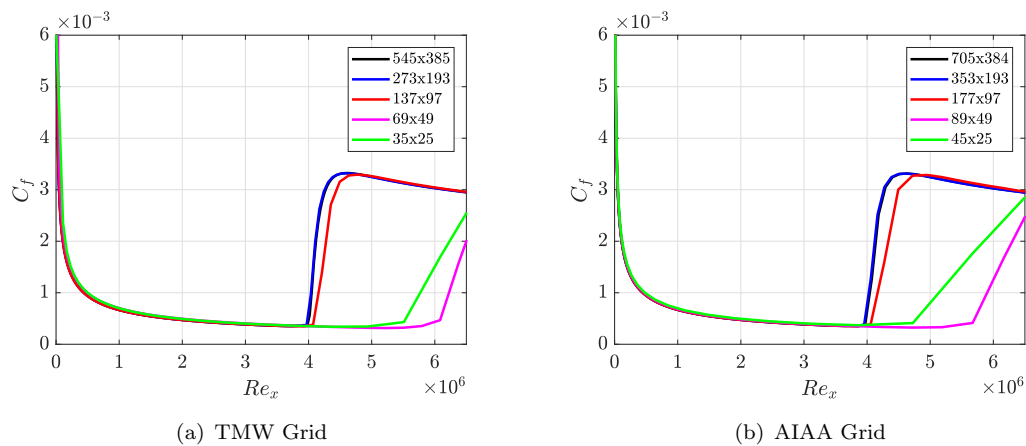 ×10⁻³
6
5
4
3
2
1
0
C_f
0 1 2 3 4 5 6
×10⁶
Re_x
545x385
273x193
137x97
69x49
35x25
(a) TMW Grid
×10⁻³
6
5
4
3
2
1
0
C_f
0 1 2 3 4 5 6
×10⁶
Re_x
705x384
353x193
177x97
89x49
45x25
(b) AIAA Grid